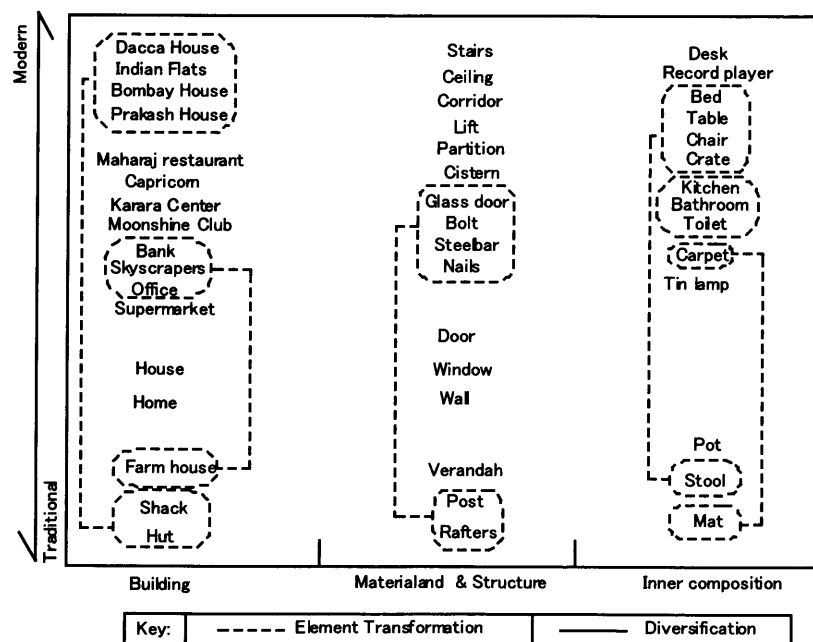 Modern
Traditional
Dacca House
Indian Flats
Bombay House
Prakash House
Maharaj restaurant
Capricorn
Karara Center
Moonshine Club
Bank
Skyscrapers
Office
Supermarket
House
Home
Farm house
Shack
Hut
Building
Stairs
Ceiling
Corridor
Lift
Partition
Cistern
Glass door
Bolt
Steelbar
Nails
Door
Window
Wall
Verandah
Post
Rafters
Materialand & Structure
Desk
Record player
Bed
Table
Chair
Crate
Kitchen
Bathroom
Toilet
Carpet
Tin lamp
Pot
Stool
Mat
Inner composition
Key: Element Transformation Diversification